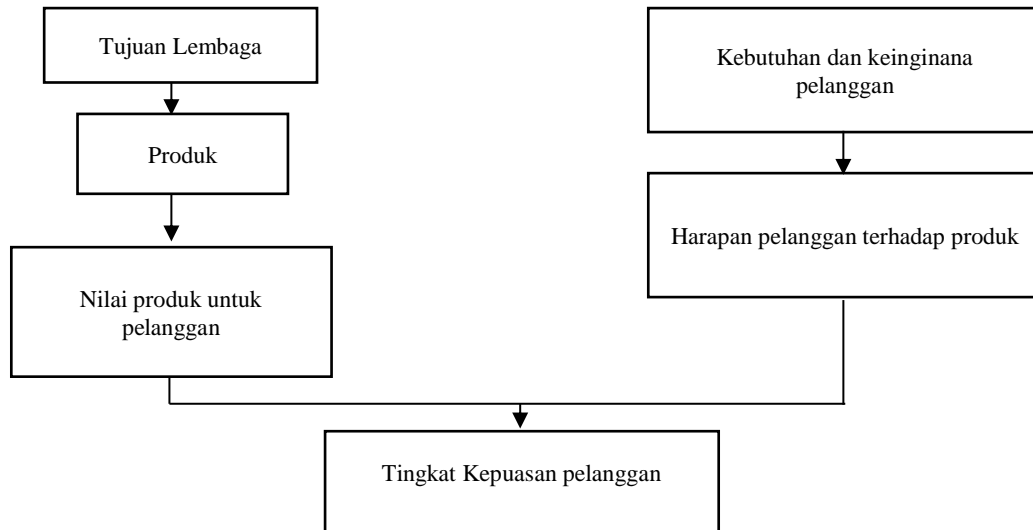 Tujuan Lembaga
Kebutuhan dan keinginana
pelanggan
Produk
Harapan pelanggan terhadap produk
Nilai produk untuk
pelanggan
Tingkat Kepuasan pelanggan